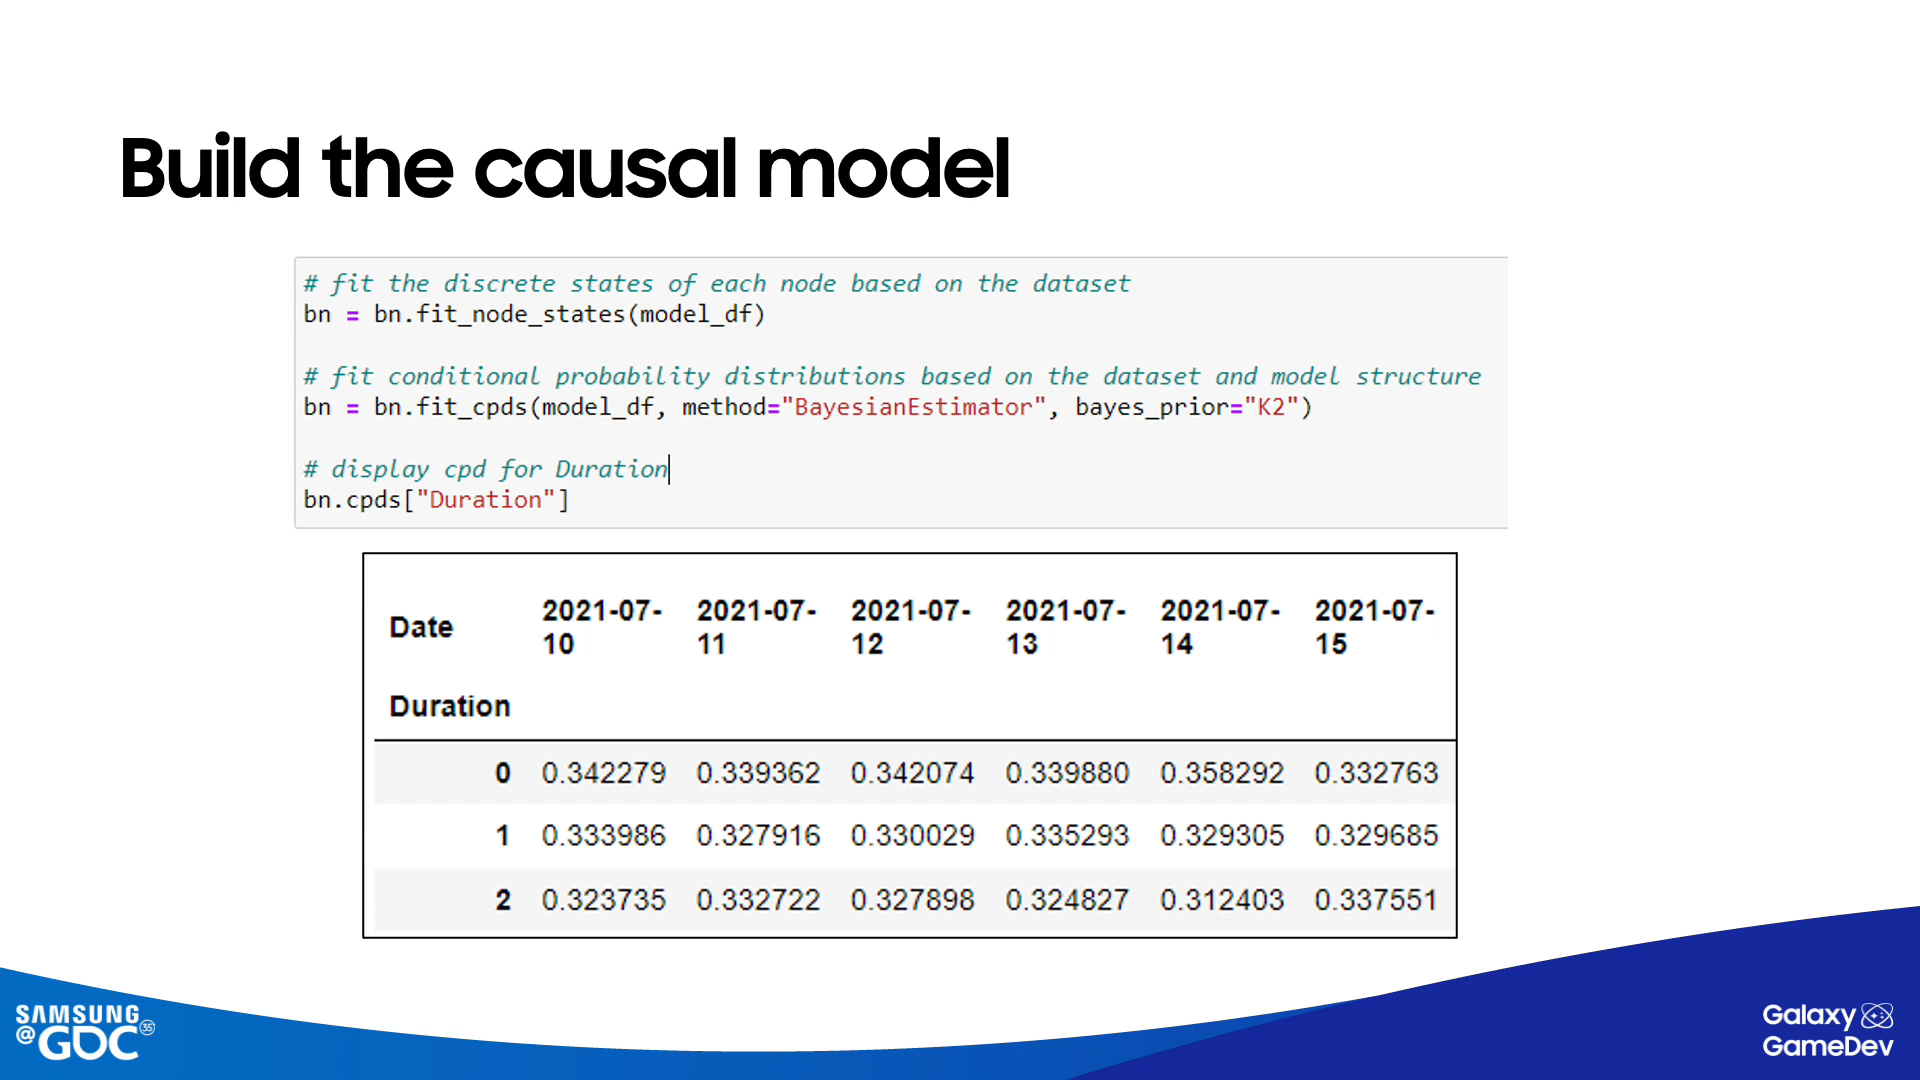 Build the causal model
# fit the discrete states of each node based on the dataset
bn = bn.fit_node_states(model_df)
# fit conditional probability distributions based on the dataset and model structure
bn = bn.fit_cpds(model_df, method="BayesianEstimator", bayes_prior="K2")
# display cpd for Duration
bn.cpds["Duration"]
Date 2021-07-10 2021-07-11 2021-07-12 2021-07-13 2021-07-14 2021-07-15
Duration
0 0.342279 0.339362 0.342074 0.339880 0.358292 0.332763
1 0.333986 0.327916 0.330029 0.335293 0.329305 0.329685
2 0.323735 0.332722 0.327898 0.324827 0.312403 0.337551
SAMSUNG
@GDC 35
Galaxy
GameDev